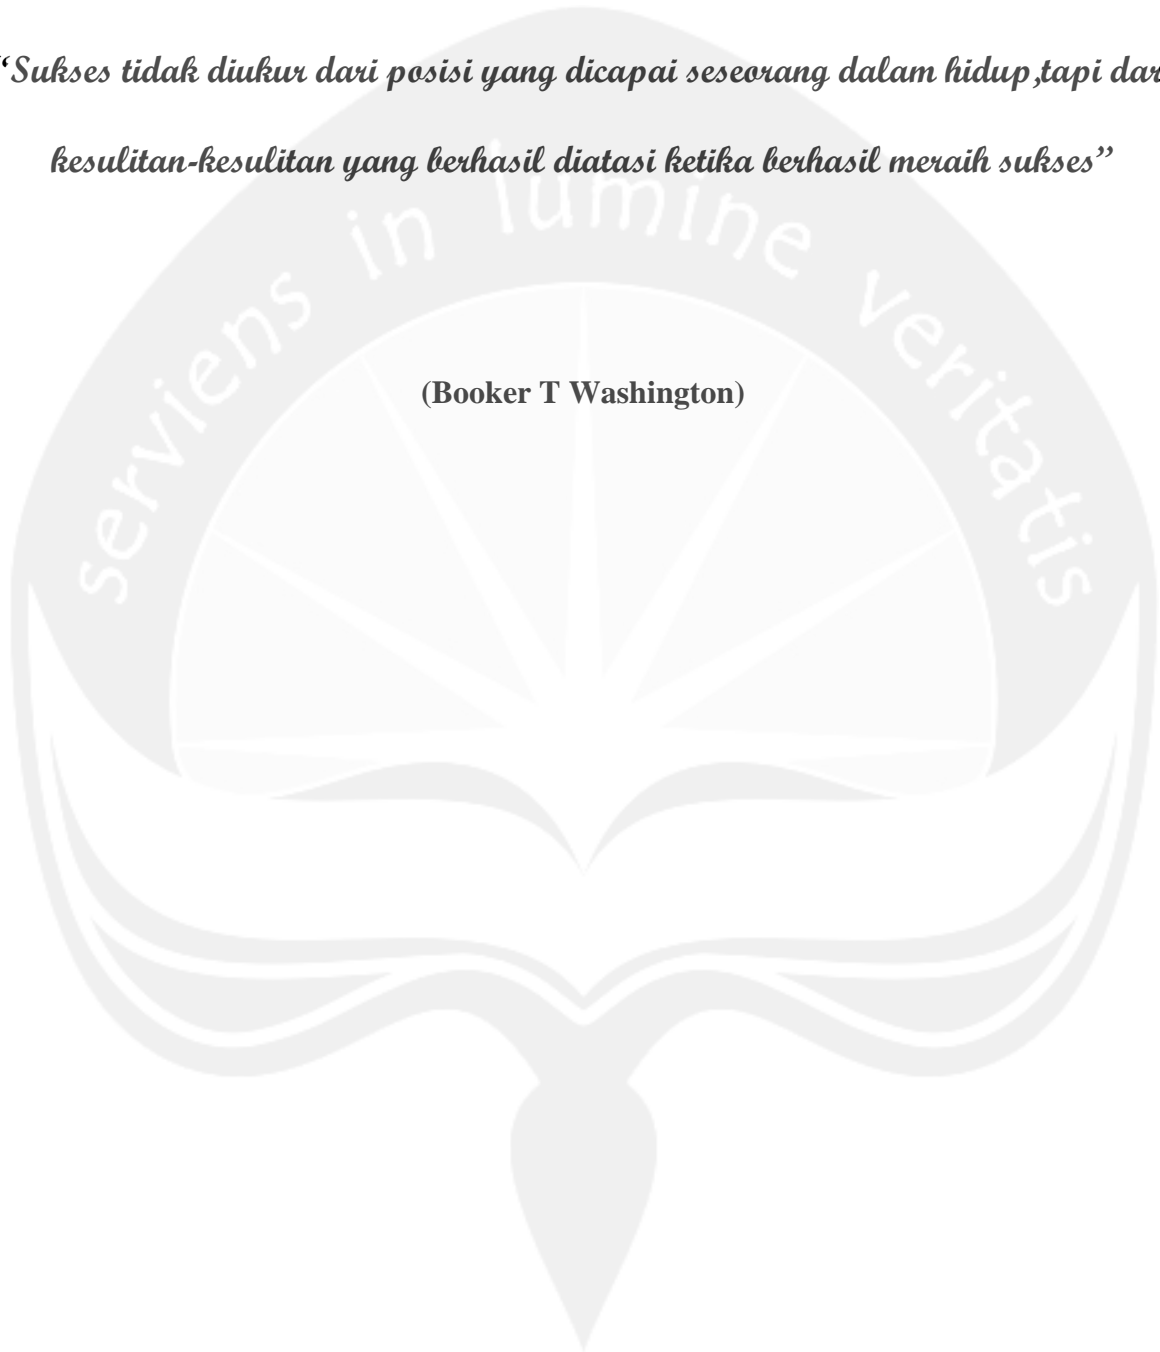 “Sukses tidak diukur dari posisi yang dicapai seseorang dalam hidup,tapi dar
kesulitan-kesulitan yang berhasil diatasi ketika berhasil meraih sukses”
serviens in lumine veritatis
(Booker T Washington)